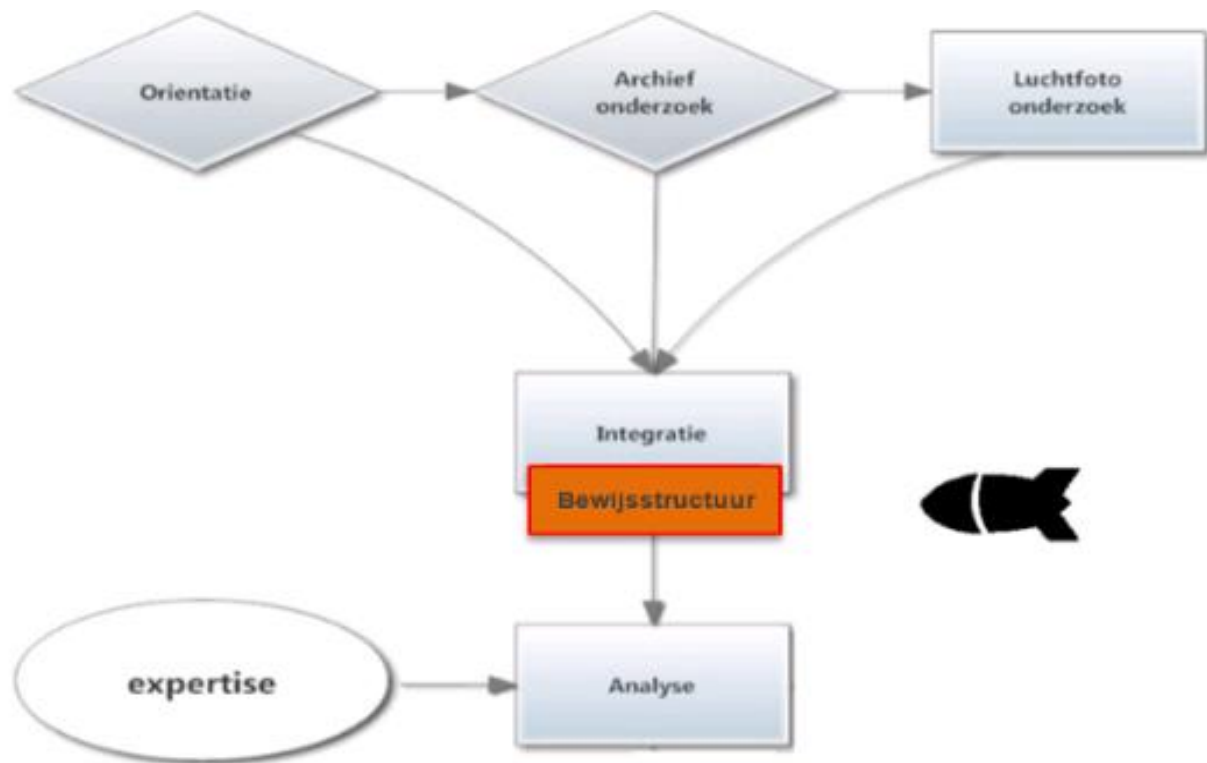 Orientatie
Archief
onderzoek
Luchtfoto
onderzoek
Integratie
Bewijsstructuur
expertise
Analyse